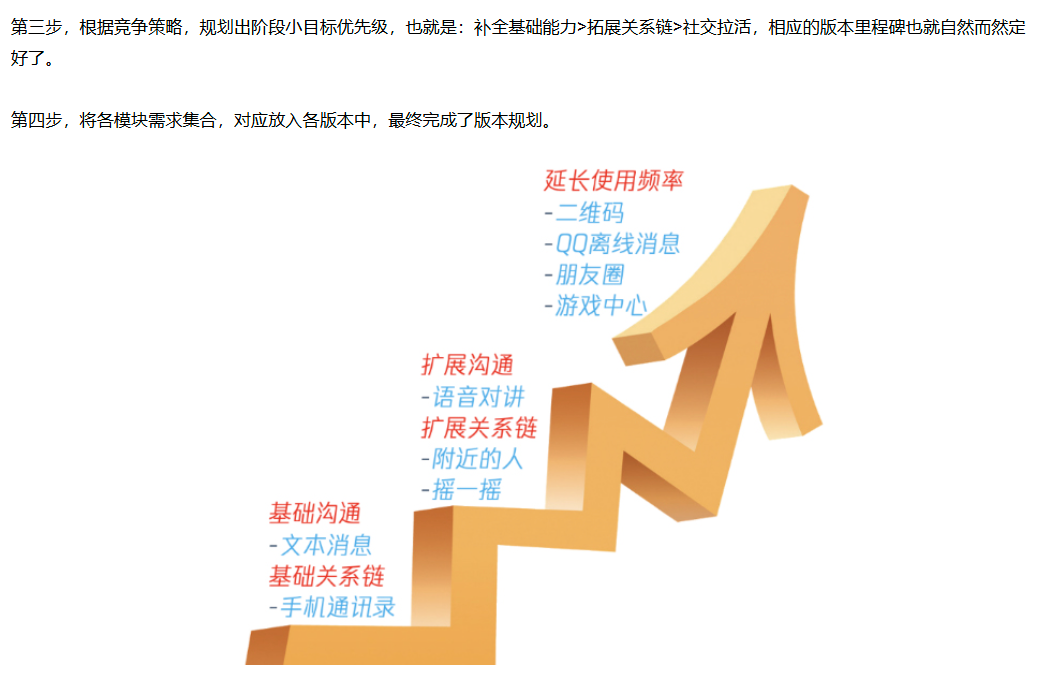 第三步，根据竞争策略，规划出阶段小目标优先级，也就是：补全基础能力>拓展关系链>社交拉活，相应的版本里程碑也就自然而然定
好了。
第四步，将各模块需求集合，对应放入各版本中，最终完成了版本规划。
延长使用频率
-二维码
-QQ离线消息
-朋友圈
-游戏中心
扩展沟通
-语音对讲
扩展关系链
-附近的人
-摇一摇
基础沟通
-文本消息
基础关系链
-手机通讯录